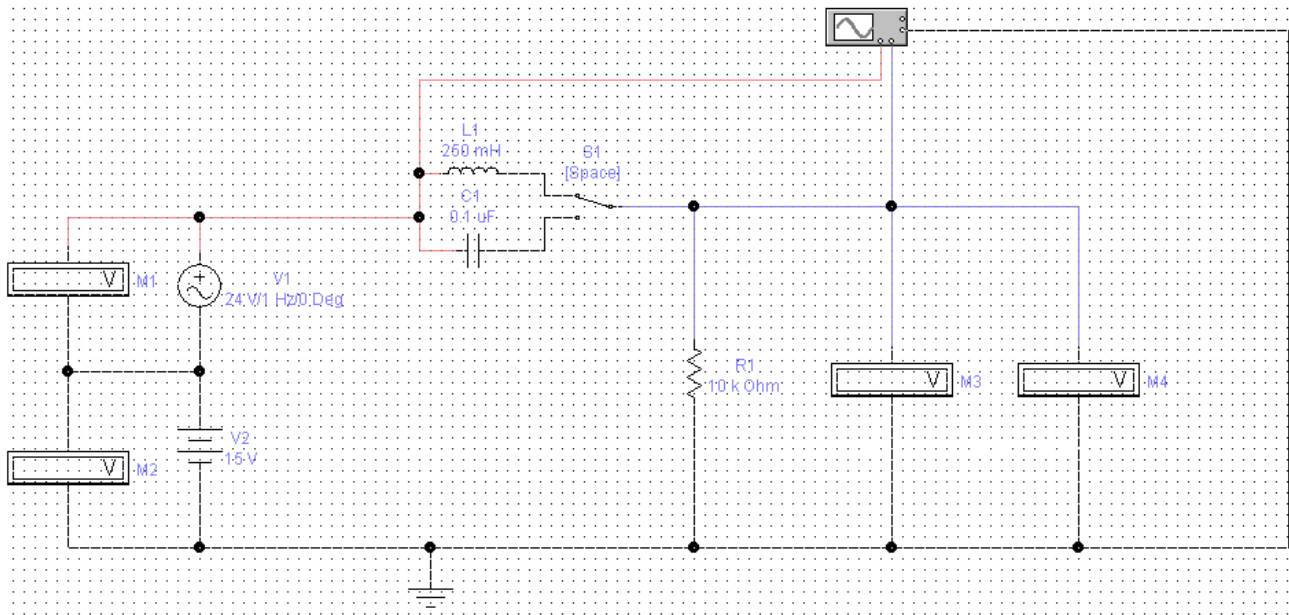 L1
250 mH
S1
[Space]
C1
0.1 uF
V
M1
V1
24 V/1 Hz/0 Deg
R1
10 k Ohm
V
M3
V
M4
V
M2
V2
15 V